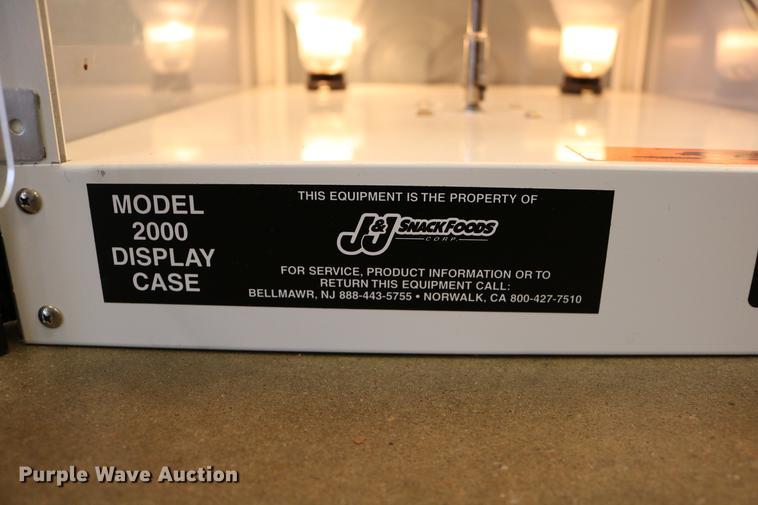 MODEL
2000
DISPLAY
CASE
THIS EQUIPMENT IS THE PROPERTY OF
J&J SNACK FOODS
CORP.
FOR SERVICE, PRODUCT INFORMATION OR TO
RETURN THIS EQUIPMENT CALL:
BELLMAWR, NJ 888-443-5755 • NORWALK, CA 800-427-7510
Purple Wave Auction